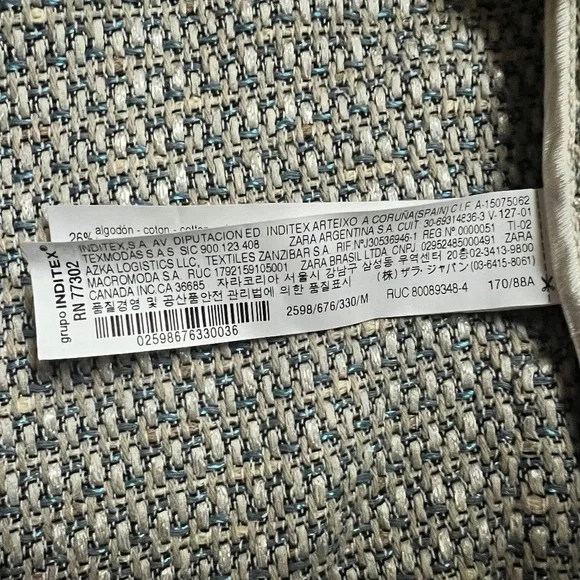 26% algodón - coton - cotton
grupo INDITEX®
RN 77302
INDITEX,S.A. AV DIPUTACION ED INDITEX ARTEIXO A CORUÑA(SPAIN) C.I.F. A-15075062
TEXMODAS S A S SIC 900.123 408 ZARA ARGENTINA S.A. CUIT 30-69314836-3 V-127-01
AZKA LOGISTICS LLC. TEXTILES ZANZIBAR S.A. RIF.Nº J30536946-1 REG.Nº 0000051 TI-02
MACROMODA S.A. RUC 1792159105001 ZARA BRASIL LTDA. CNPJ. 02952485000491 ZARA
CANADA INC.CA 36685 자라코리아 서울시 강남구 삼성동 무역센터 20층 02-3413-9800
품질경영 및 공산품안전 관리법에 의한 품질표시 (株) ザラ･ジャパン (03-6415-8061)
02598676330036
2598/676/330/M
RUC 80089348-4
170/88A